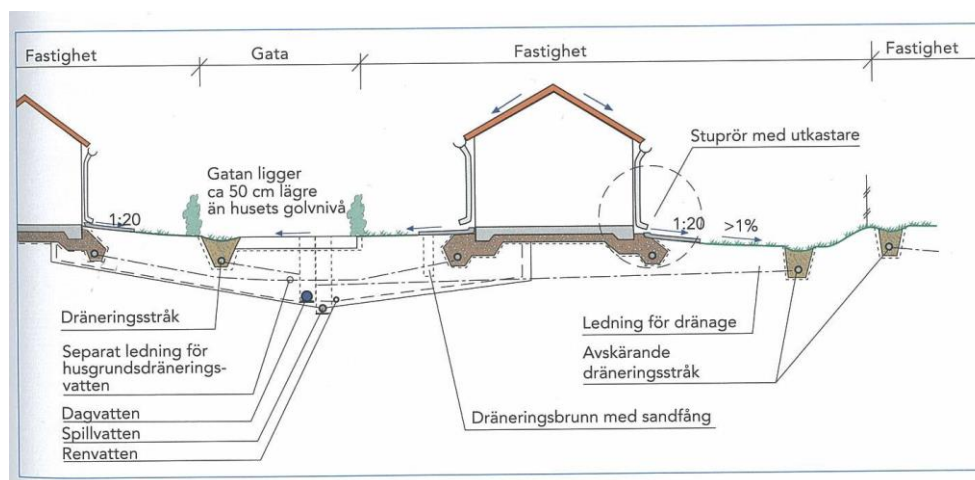 Fastighet
Gata
Fastighet
Fastighet
Stuprör med utkastare
Gatan ligger
ca 50 cm lägre
än husets golvnivå
1:20
1:20
>1%
Dräneringsstråk
Separat ledning för
husgrundsdränerings-
vatten
Dagvatten
Spillvatten
Renvatten
Dräneringsbrunn med sandfång
Ledning för dränage
Avskärande
dräneringsstråk